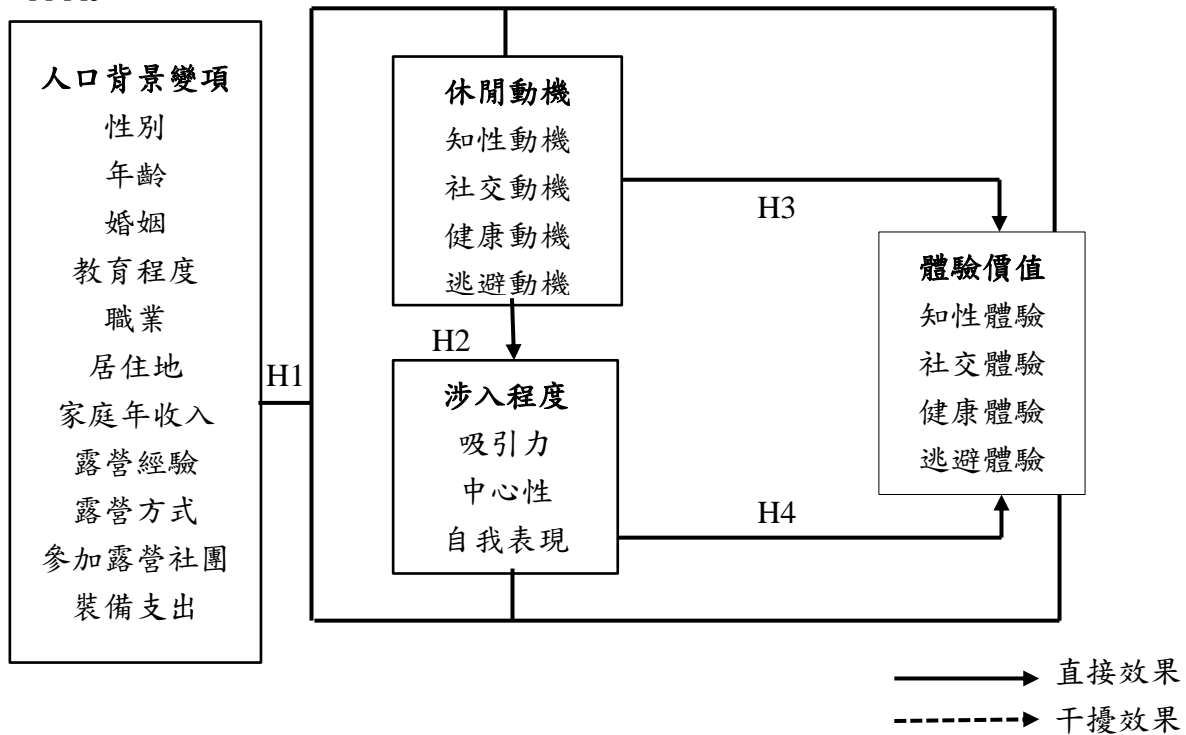 人口背景變項
性別
年齡
婚姻
教育程度
職業
居住地
家庭年收入
露營經驗
露營方式
參加露營社團
裝備支出
H1
休閒動機
知性動機
社交動機
健康動機
逃避動機
H2
涉入程度
吸引力
中心性
自我表現
H3
H4
體驗價值
知性體驗
社交體驗
健康體驗
逃避體驗
直接效果
干擾效果